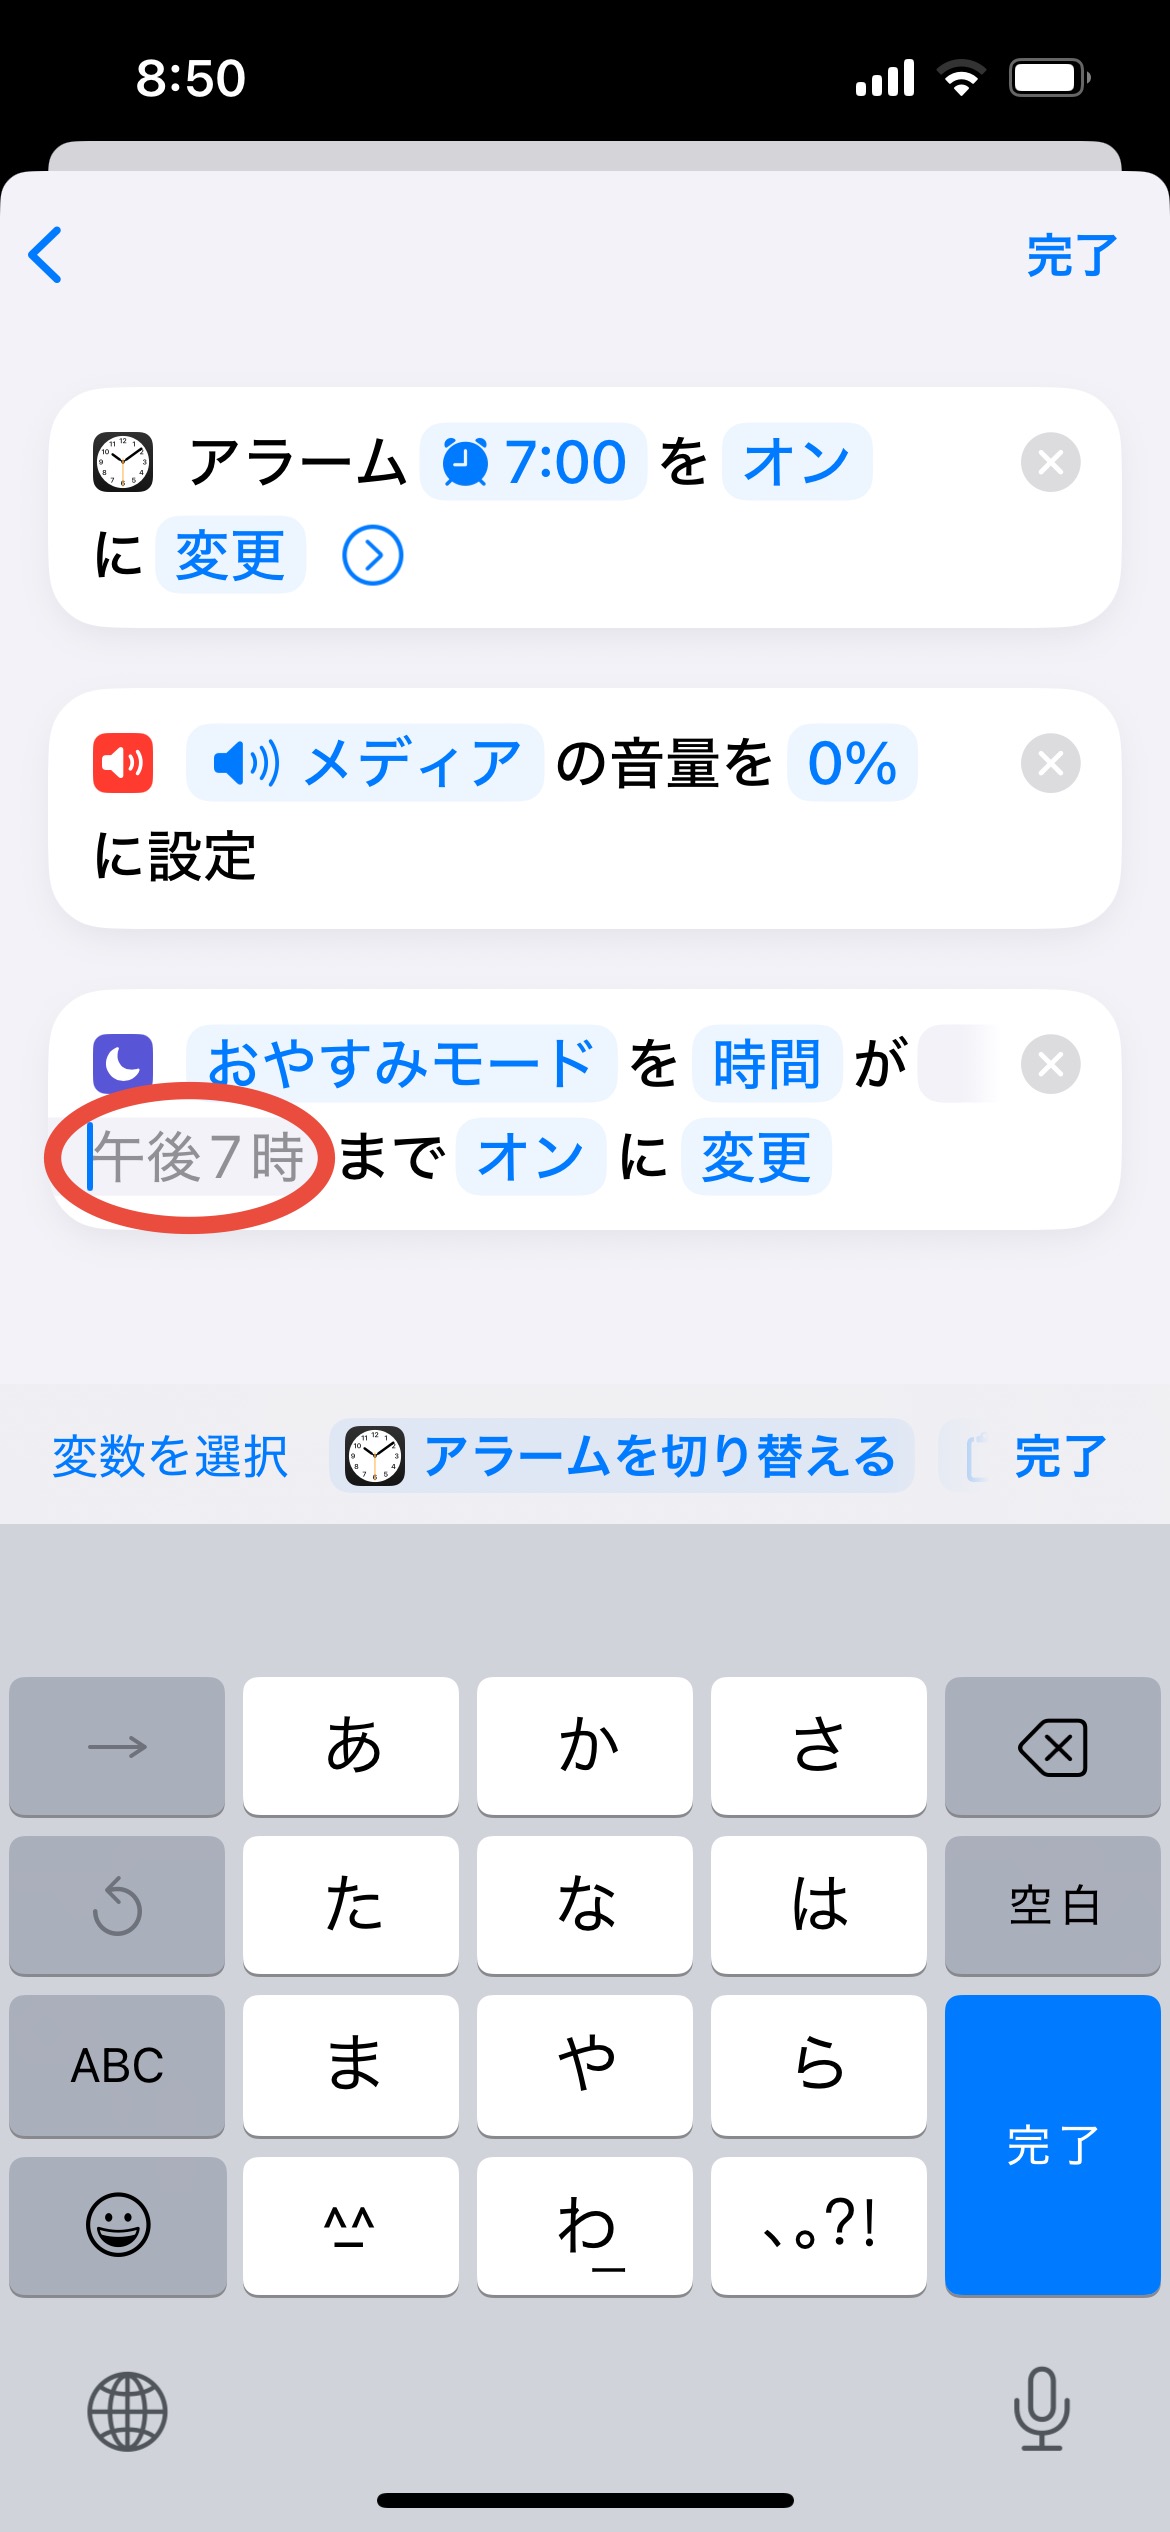 8:50
完了
アラーム 7:00 を オン
に 変更
メディア の音量を 0%
に設定
おやすみモード を 時間 が
午後7時 まで オン に 変更
変数を選択 アラームを切り替える 完了
→ あ か さ
た な は 空白
ABC ま や ら
完了
^_^ わ_ 、。?!